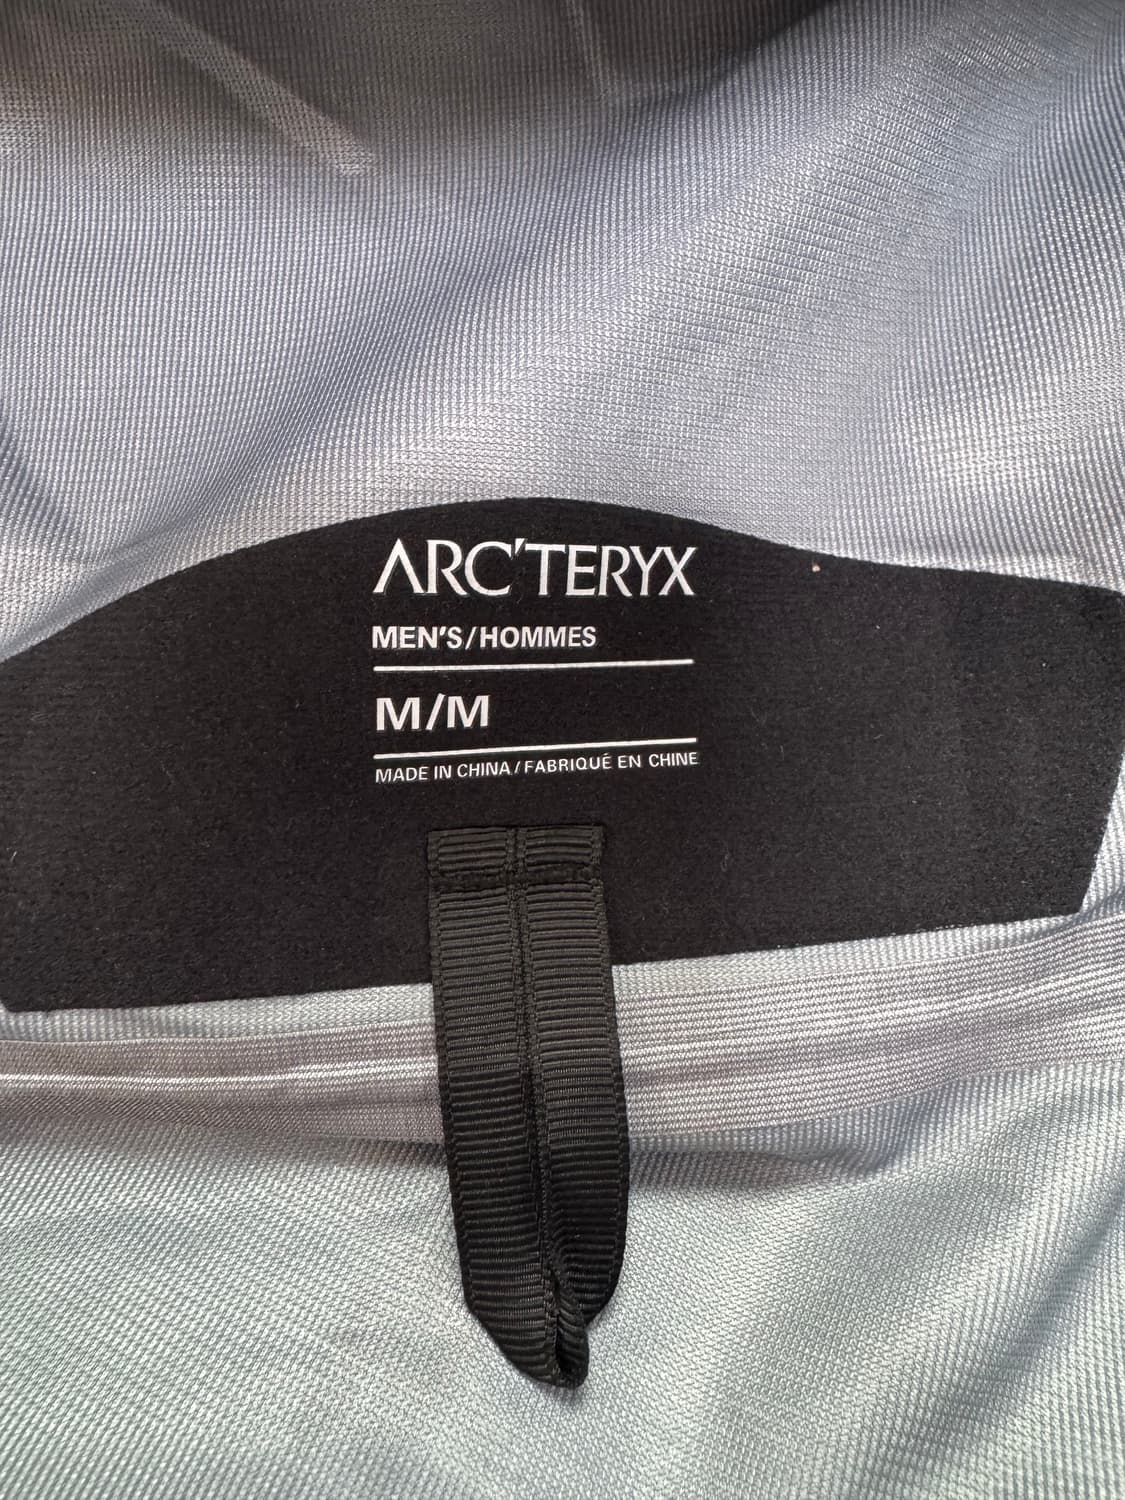 ARC'TERYX
MEN'S/HOMMES
M/M
MADE IN CHINA/FABRIQUÉ EN CHINE